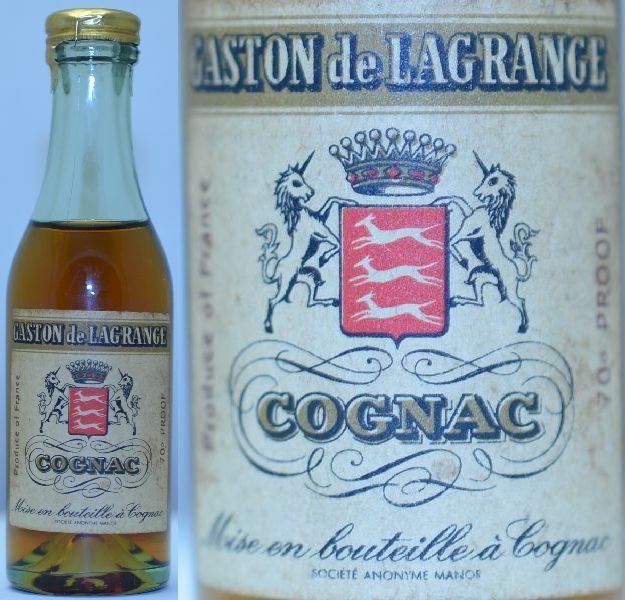 GASTON de LAGRANGE
Produce of France
70° PROOF
COGNAC
Mise en bouteille à Cognac
SOCIÉTÉ ANONYME MANOR
GASTON de LAGRANGE
Produce of France
70° PROOF
COGNAC
Mise en bouteille à Cognac
SOCIÉTÉ ANONYME MANOR